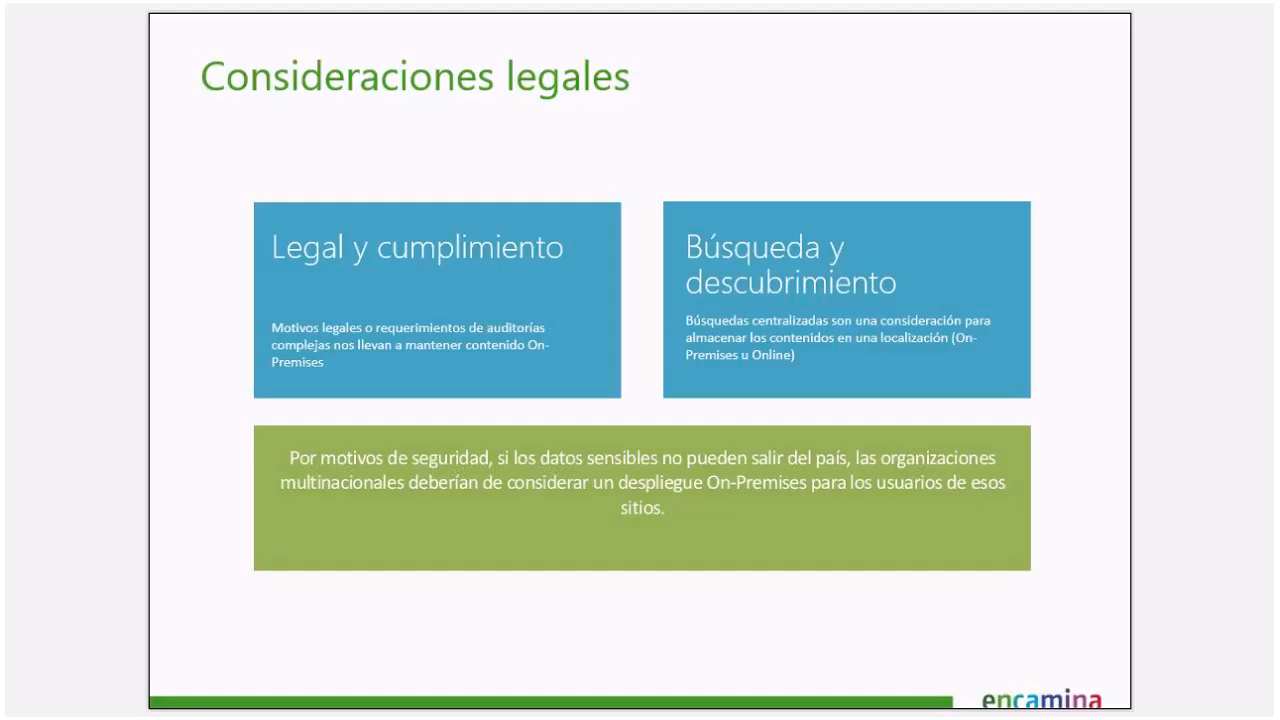 Consideraciones legales
Legal y cumplimiento
Motivos legales o requerimientos de auditorías
complejas nos llevan a mantener contenido On-
Premises
Búsqueda y
descubrimiento
Búsquedas centralizadas son una consideración para
almacenar los contenidos en una localización (On-
Premises u Online)
Por motivos de seguridad, si los datos sensibles no pueden salir del país, las organizaciones
multinacionales deberían de considerar un despliegue On-Premises para los usuarios de esos
sitios.
encamina